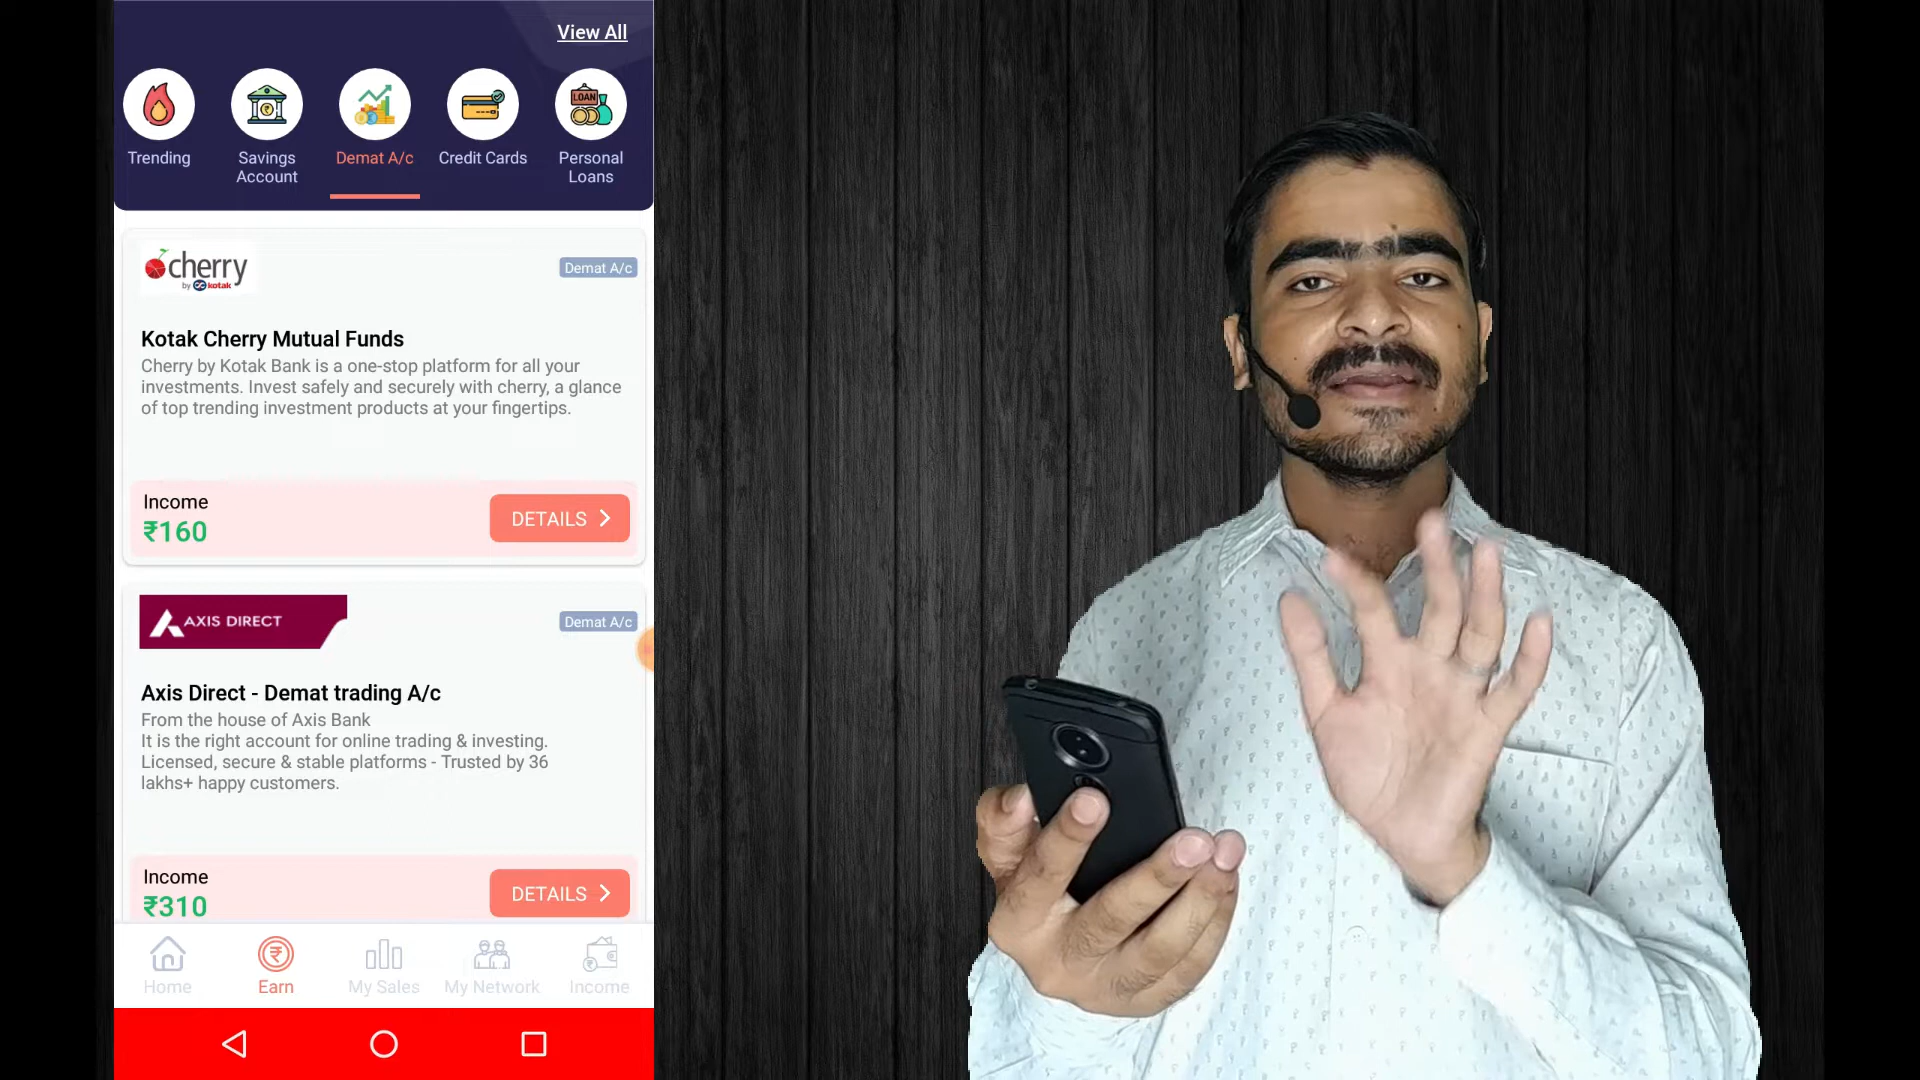 View All
Trending
Savings
Account
Demat A/c
Credit Cards
LOAN
Personal
Loans
cherry
by kotak
Demat A/c
Kotak Cherry Mutual Funds
Cherry by Kotak Bank is a one-stop platform for all your
investments. Invest safely and securely with cherry, a glance
of top trending investment products at your fingertips.
Income
₹160
DETAILS
AXIS DIRECT
Demat A/c
Axis Direct - Demat trading A/c
From the house of Axis Bank
It is the right account for online trading & investing.
Licensed, secure & stable platforms - Trusted by 36
lakhs+ happy customers.
Income
₹310
DETAILS
Home
Earn
My Sales
My Network
Income